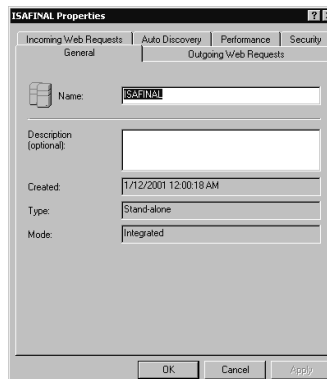 ISAFINAL Properties
Incoming Web Requests
Auto Discovery
Performance
Security
General
Outgoing Web Requests
Name:
ISAFINAL
Description
(optional):
Created:
1/12/2001 12:00:18 AM
Type:
Stand-alone
Mode:
Integrated
OK
Cancel
Apply